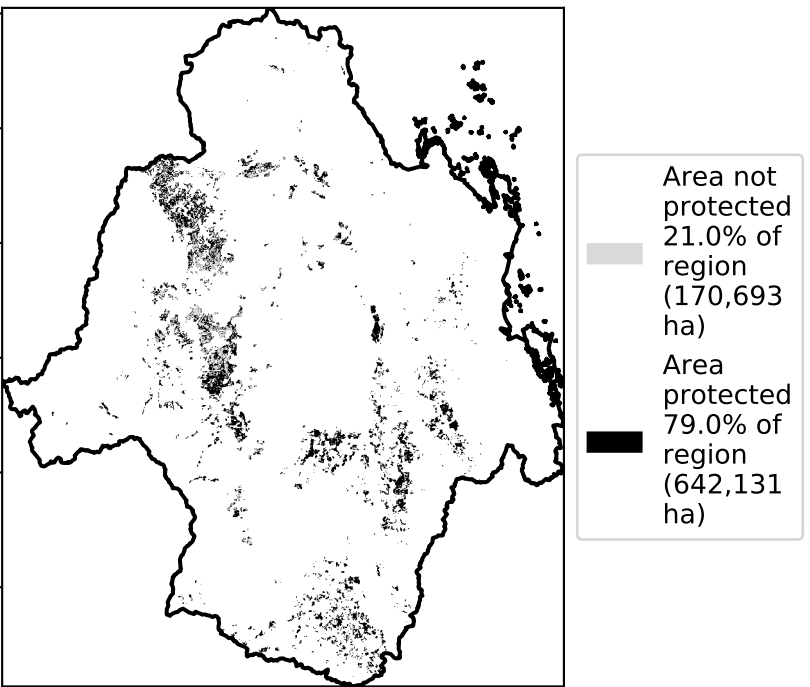 Area not
protected
21.0% of
region
(170,693
ha)
Area
protected
79.0% of
region
(642,131
ha)